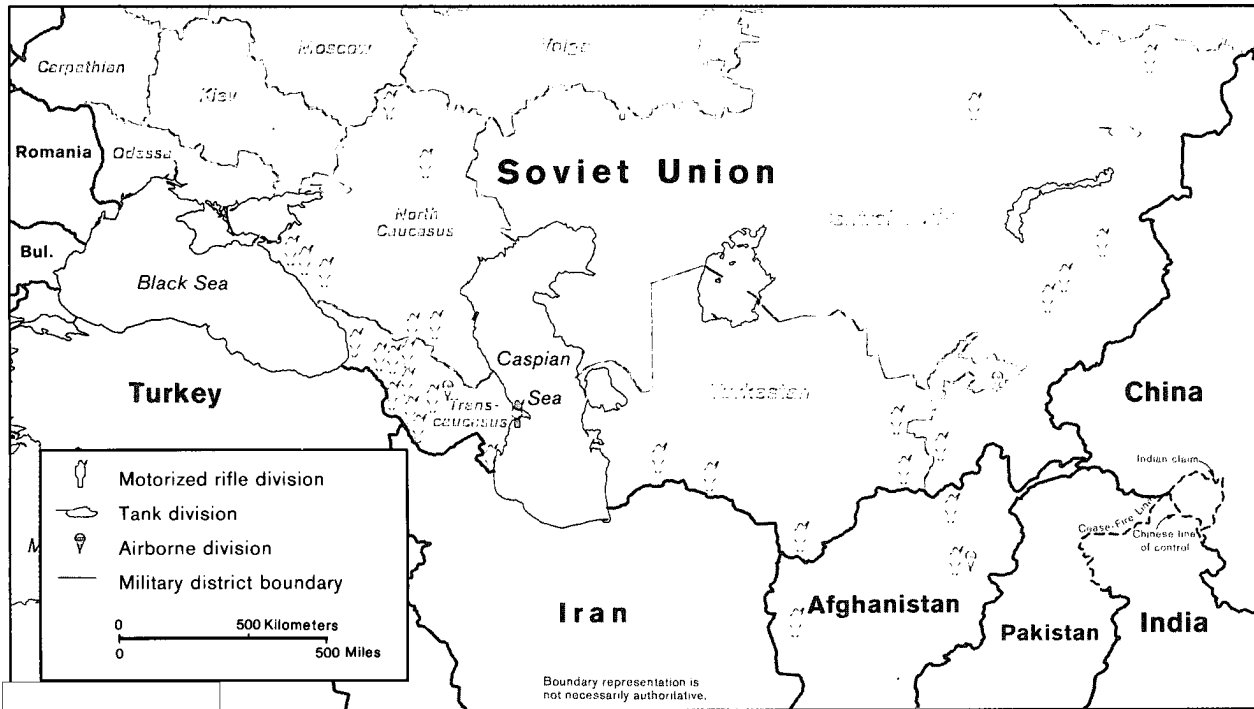 Moscow
Volga
Carpathian
Kiev
Romania
Odessa
Soviet Union
North
Caucasus
Bul.
Black Sea
Caspian
Sea
Turkestan
China
Turkey
Trans-
caucasus
Indian claim
Motorized rifle division
Tank division
Airborne division
Military district boundary
0 500 Kilometers
0 500 Miles
Cease-Fire Line
Chinese line
of control
Iran
Afghanistan
Pakistan
India
Boundary representation is
not necessarily authoritative.